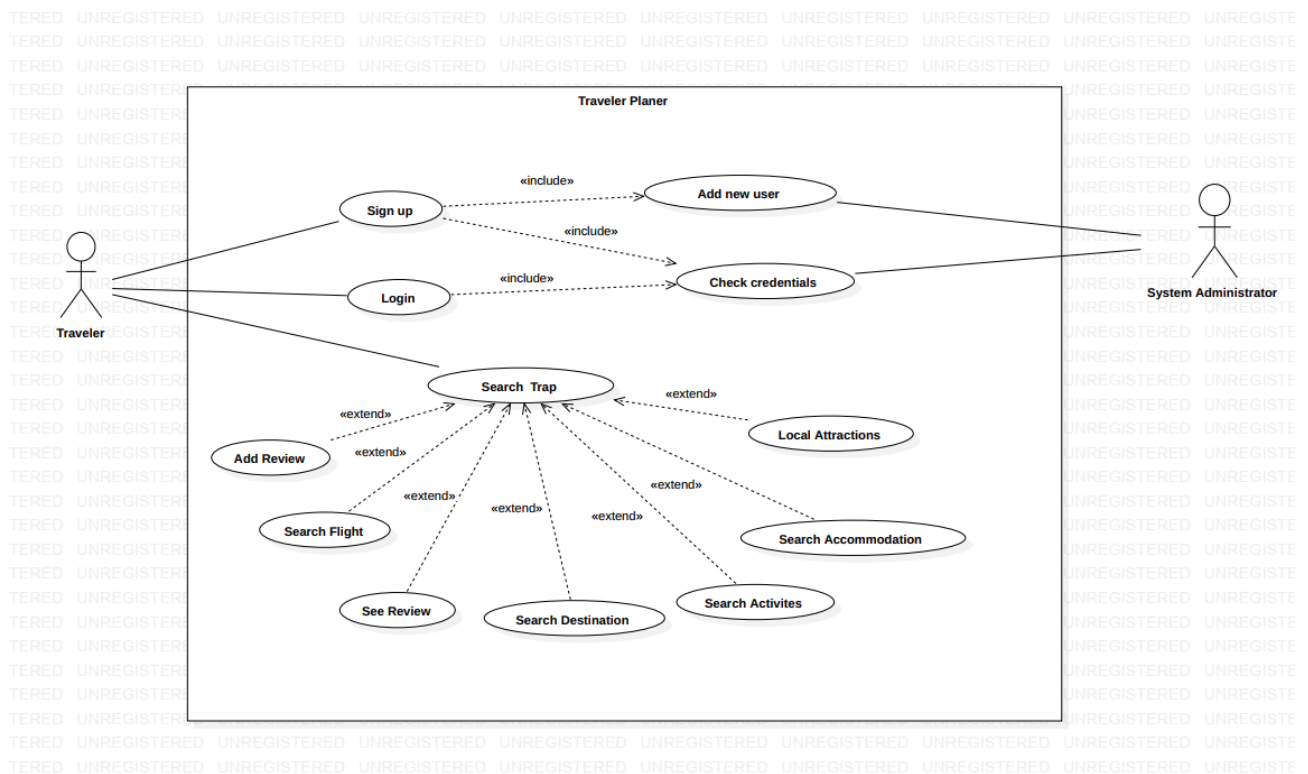 Traveler Planer
«include»
Add new user
Sign up
«include»
«include»
Check credentials
Login
System Administrator
Traveler
Search  Trap
«extend»
«extend»
Local Attractions
Add Review
«extend»
«extend»
«extend»
«extend»
«extend»
Search Flight
Search Accommodation
See Review
Search Destination
Search Activites
UNREGISTERED